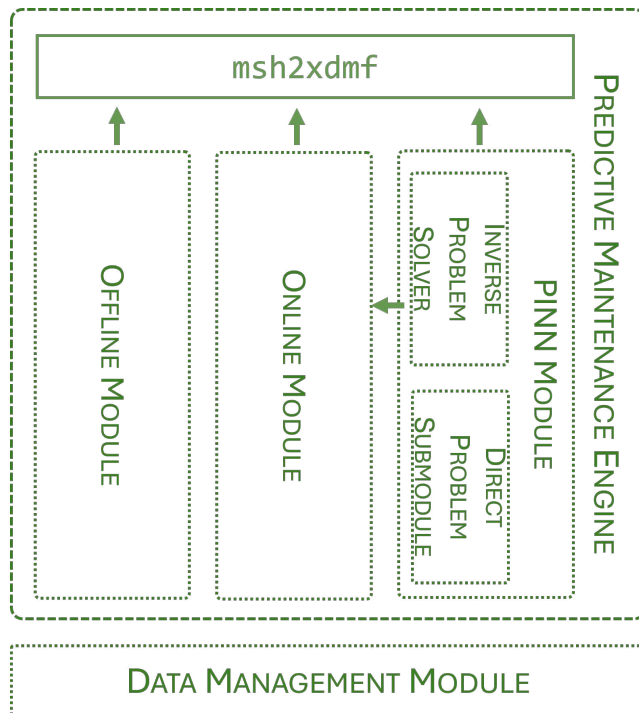 msh2xdmf
PREDICTIVE MAINTENANCE ENGINE
OFFLINE MODULE
ONLINE MODULE
PINN MODULE
INVERSE
PROBLEM
SOLVER
DIRECT
PROBLEM
SUBMODULE
DATA MANAGEMENT MODULE